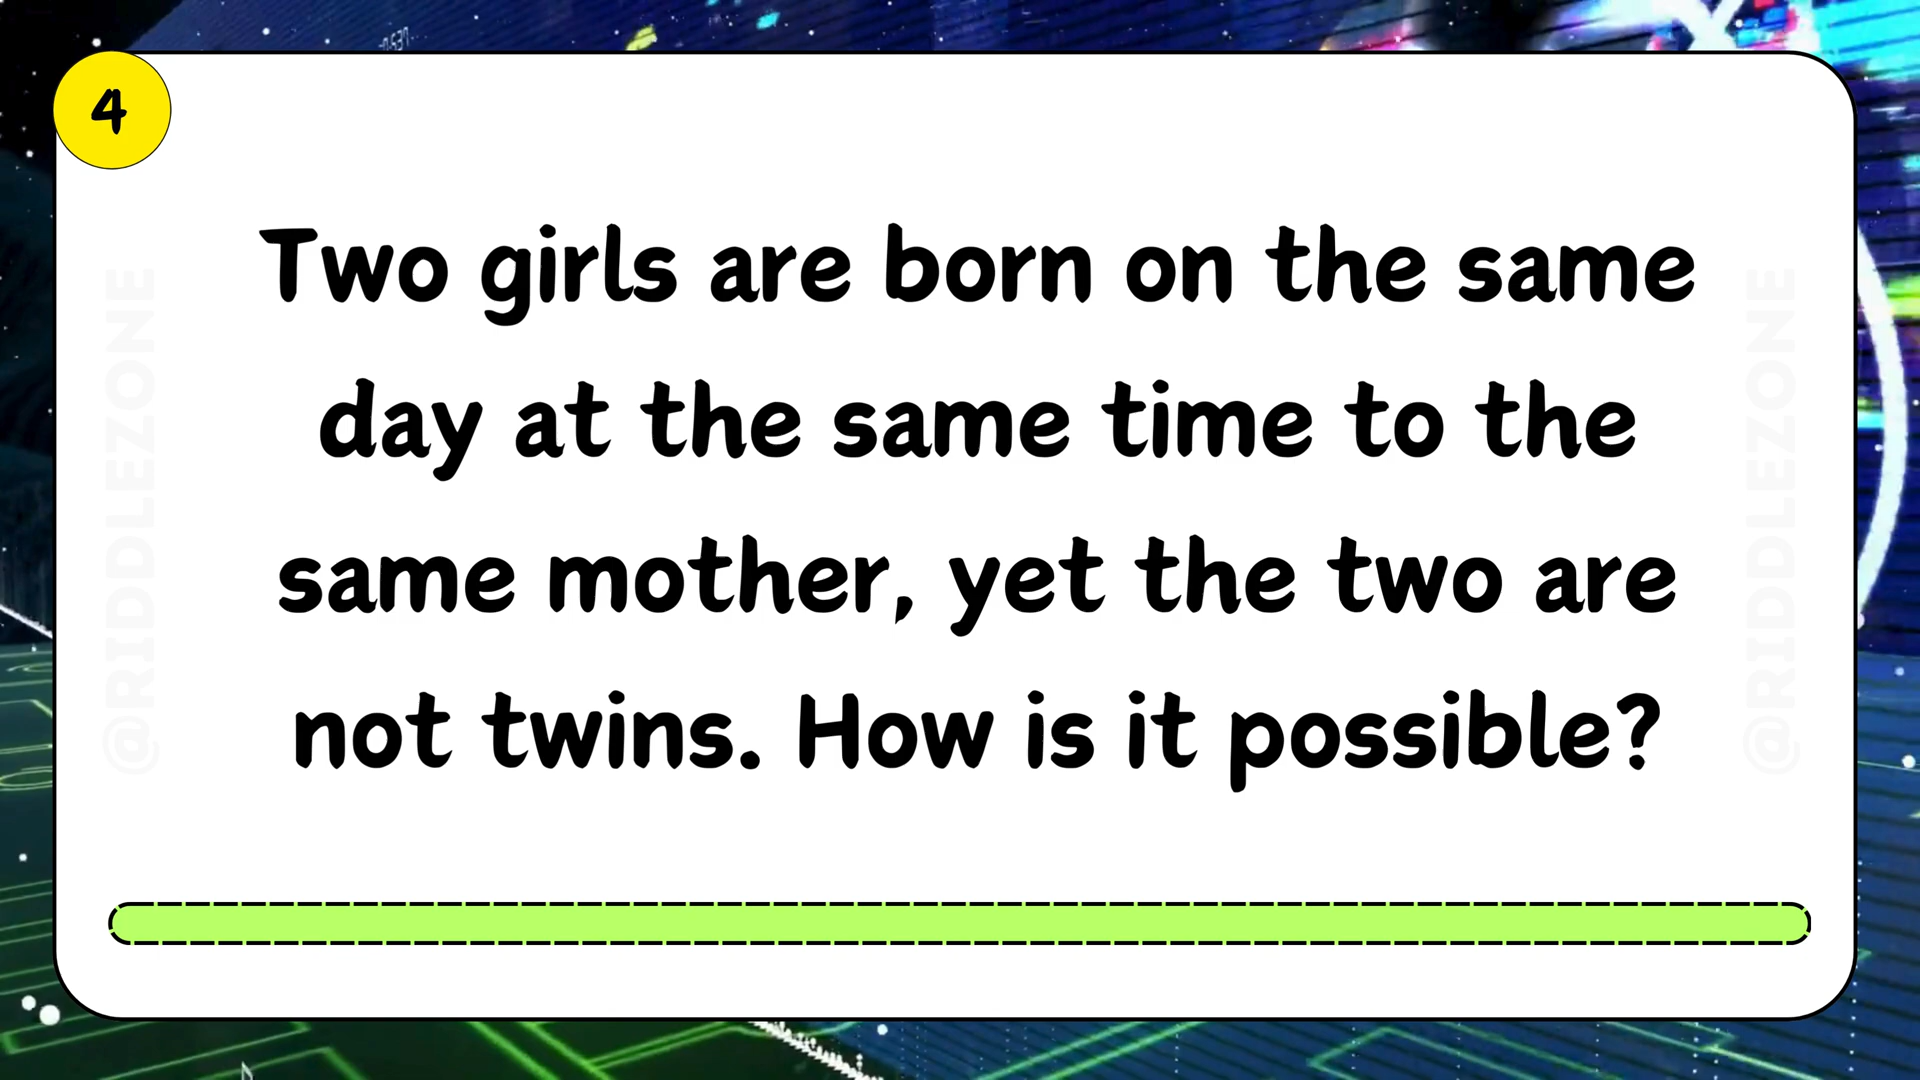 4
Two girls are born on the same
day at the same time to the
same mother, yet the two are
not twins. How is it possible?
@RIDDLEZONE
@RIDDLEZONE